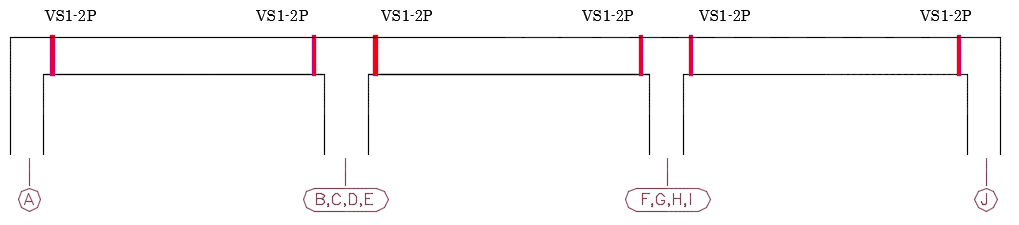 VS1-2P VS1-2P VS1-2P VS1-2P VS1-2P VS1-2P
A B,C,D,E F,G,H,I J